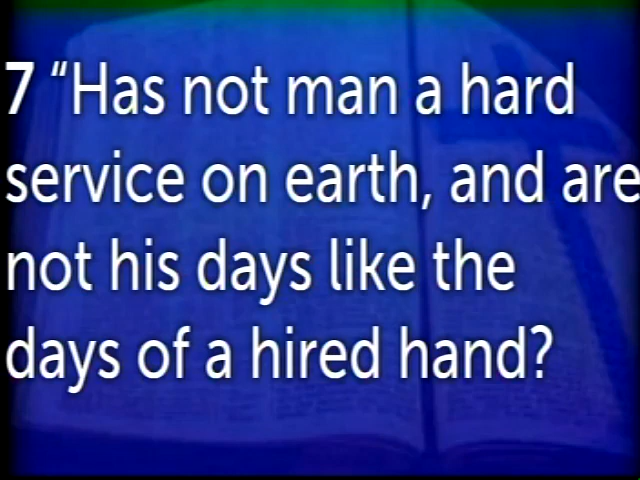 7 “Has not man a hard
service on earth, and are
not his days like the
days of a hired hand?